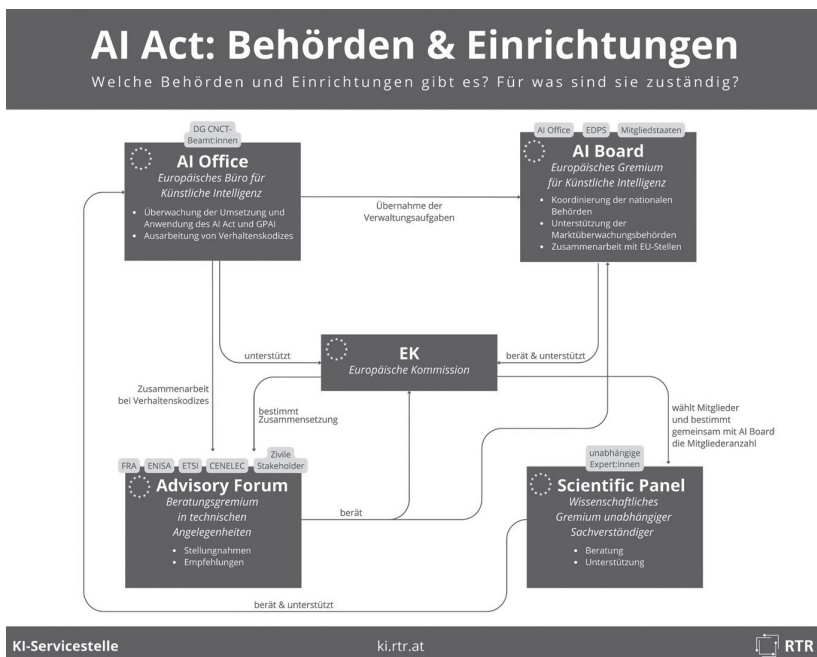 AI Act: Behörden & Einrichtungen
Welche Behörden und Einrichtungen gibt es? Für was sind sie zuständig?
DG CNCT-
Beamt:innen
AI Office
Europäisches Büro für
Künstliche Intelligenz
• Überwachung der Umsetzung und
Anwendung des AI Act und GPAI
• Ausarbeitung von Verhaltenskodizes
Übernahme der
Verwaltungsaufgaben
AI Office
EDPS
Mitgliedstaaten
AI Board
Europäisches Gremium
für Künstliche Intelligenz
• Koordinierung der nationalen
Behörden
• Unterstützung der
Marktüberwachungsbehörden
• Zusammenarbeit mit EU-Stellen
unterstützt
EK
Europäische Kommission
berät & unterstützt
Zusammenarbeit
bei Verhaltenskodizes
bestimmt
Zusammensetzung
wählt Mitglieder
und bestimmt
gemeinsam mit AI Board
die Mitgliederanzahl
FRA
ENISA
ETSI
CENELEC
Zivile
Stakeholder
Advisory Forum
Beratungsgremium
in technischen
Angelegenheiten
• Stellungnahmen
• Empfehlungen
berät
unabhängige
Expert:innen
Scientific Panel
Wissenschaftliches
Gremium unabhängiger
Sachverständiger
• Beratung
• Unterstützung
berät & unterstützt
KI-Servicestelle
ki.rtr.at
RTR